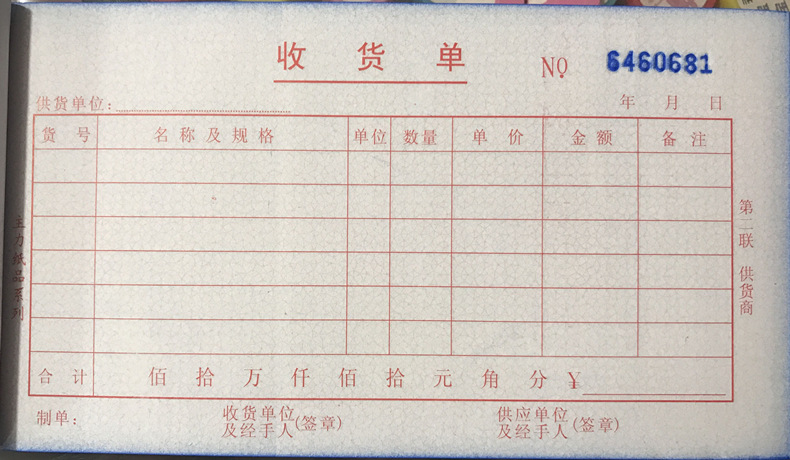 收货单
№ 6460681
供货单位: 年 月 日
货号 名称及规格 单位 数量 单价 金额 备注
合计 佰拾万仟佰拾元角分 ¥
制单: 收货单位及经手人(签章) 供应单位及经手人(签章)
第二联 供货商
主力纸品系列